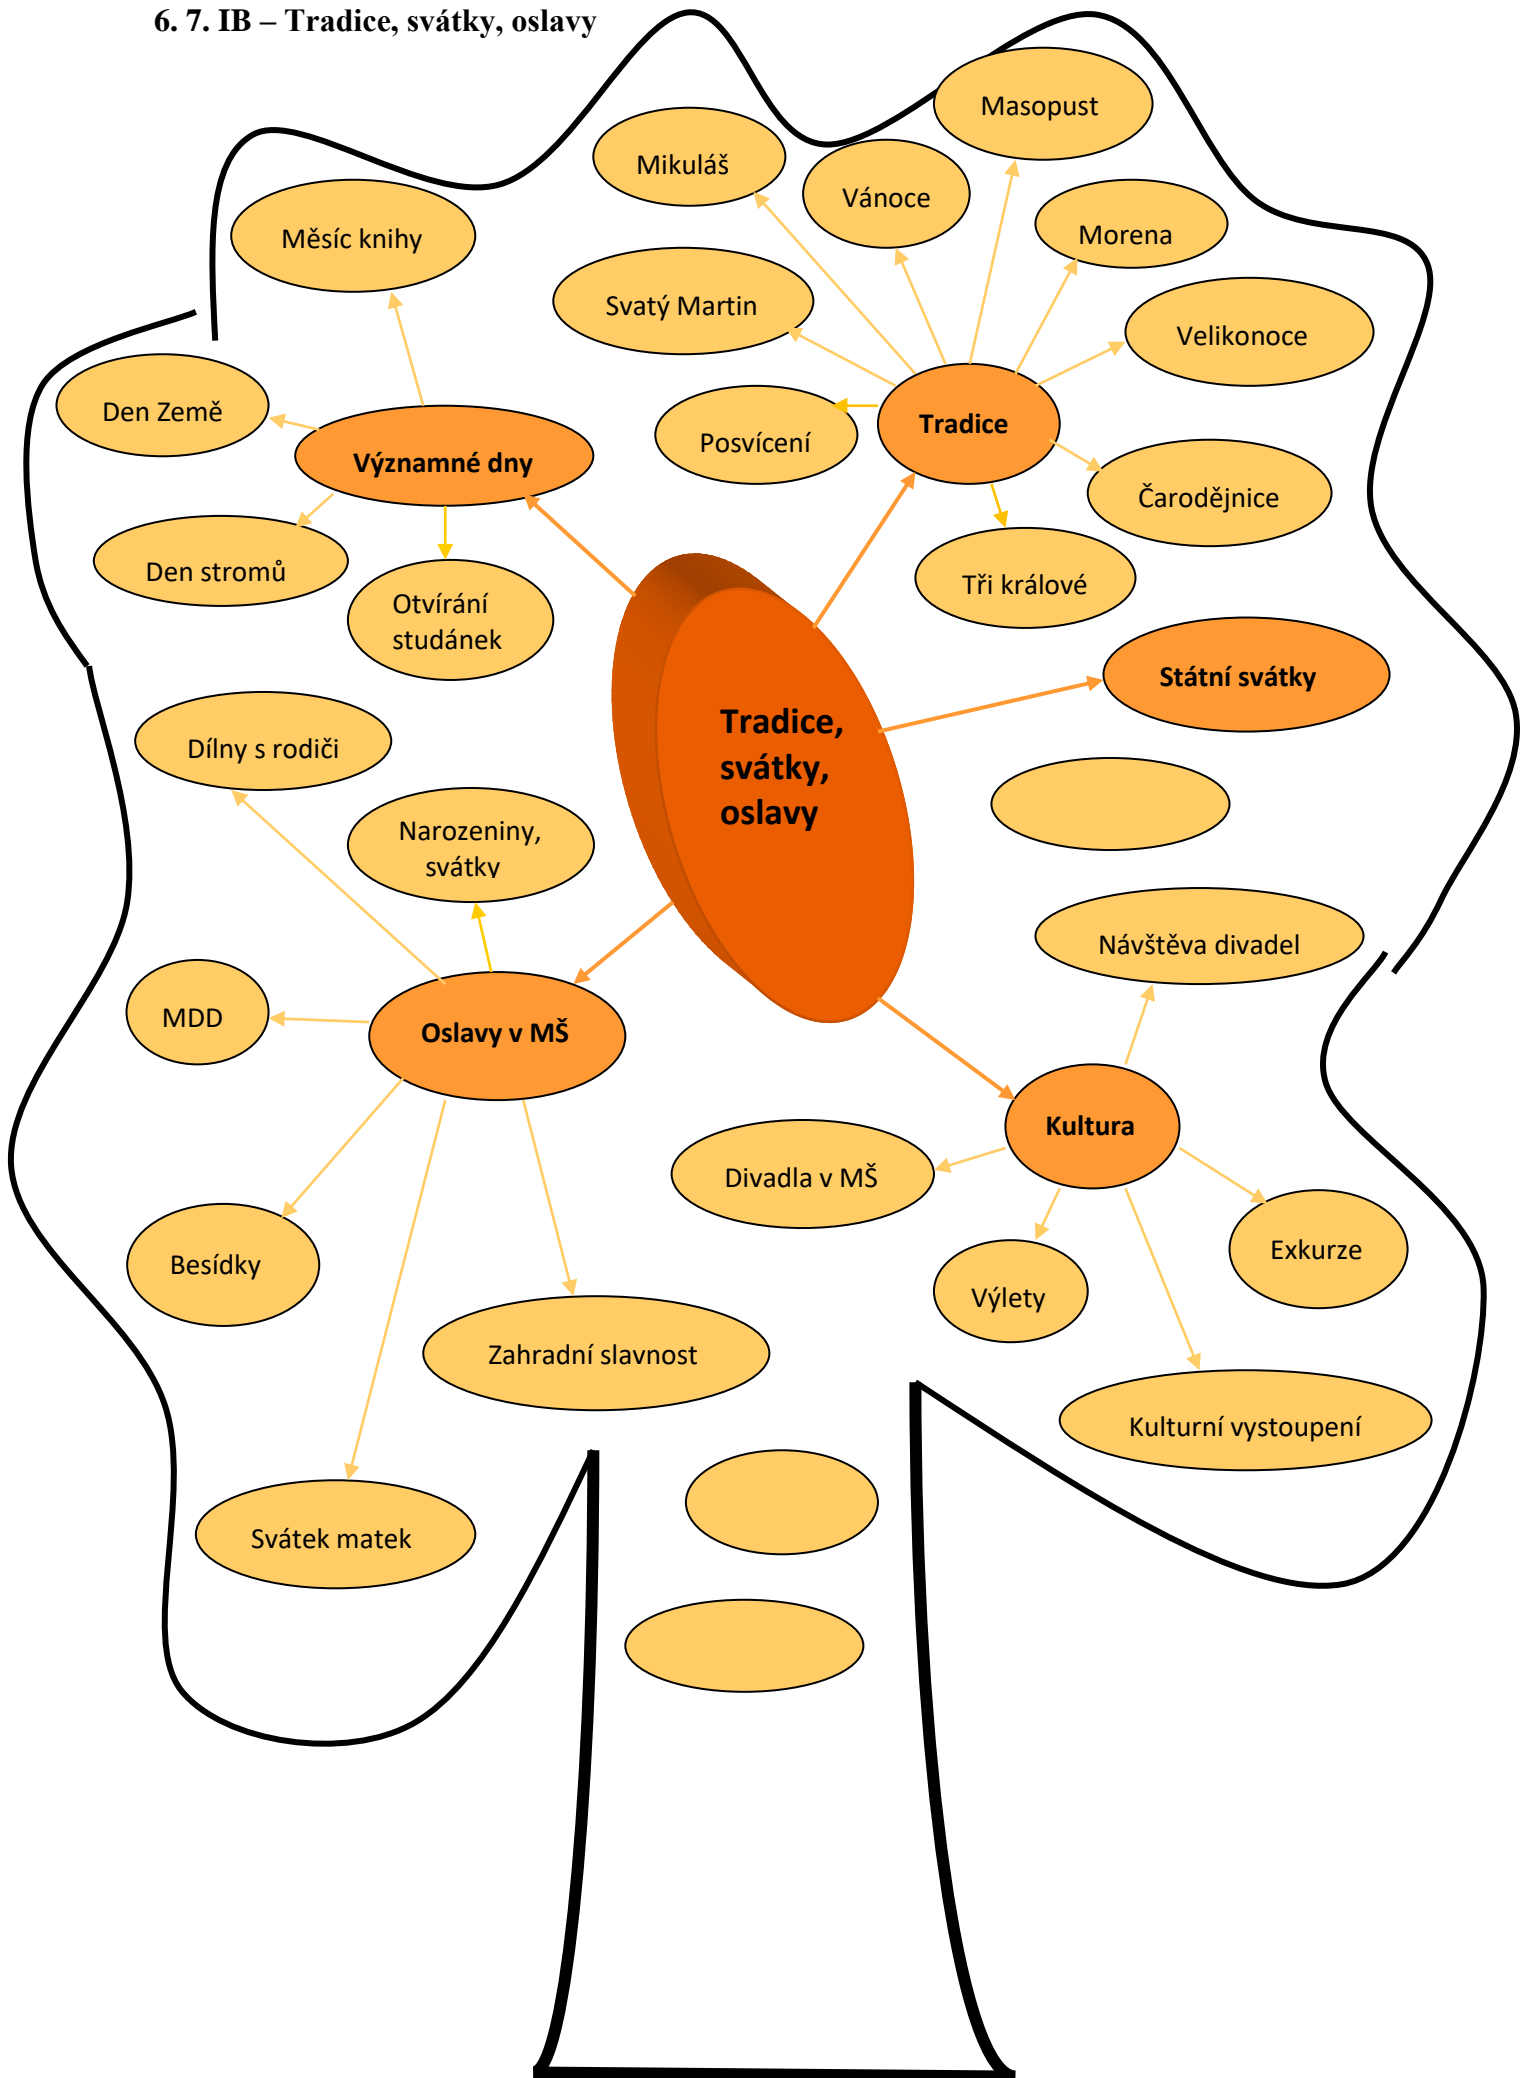 6. 7. IB – Tradice, svátky, oslavy
Masopust
Mikuláš
Vánoce
Morena
Měsíc knihy
Svatý Martin
Velikonoce
Den Země
Tradice
Posvícení
Významné dny
Čarodějnice
Den stromů
Tři králové
Otvírání
studánek
Státní svátky
Tradice,
svátky,
oslavy
Dílny s rodiči
Narozeniny,
svátky
Návštěva divadel
MDD
Oslavy v MŠ
Kultura
Divadla v MŠ
Exkurze
Besídky
Výlety
Zahradní slavnost
Kulturní vystoupení
Svátek matek